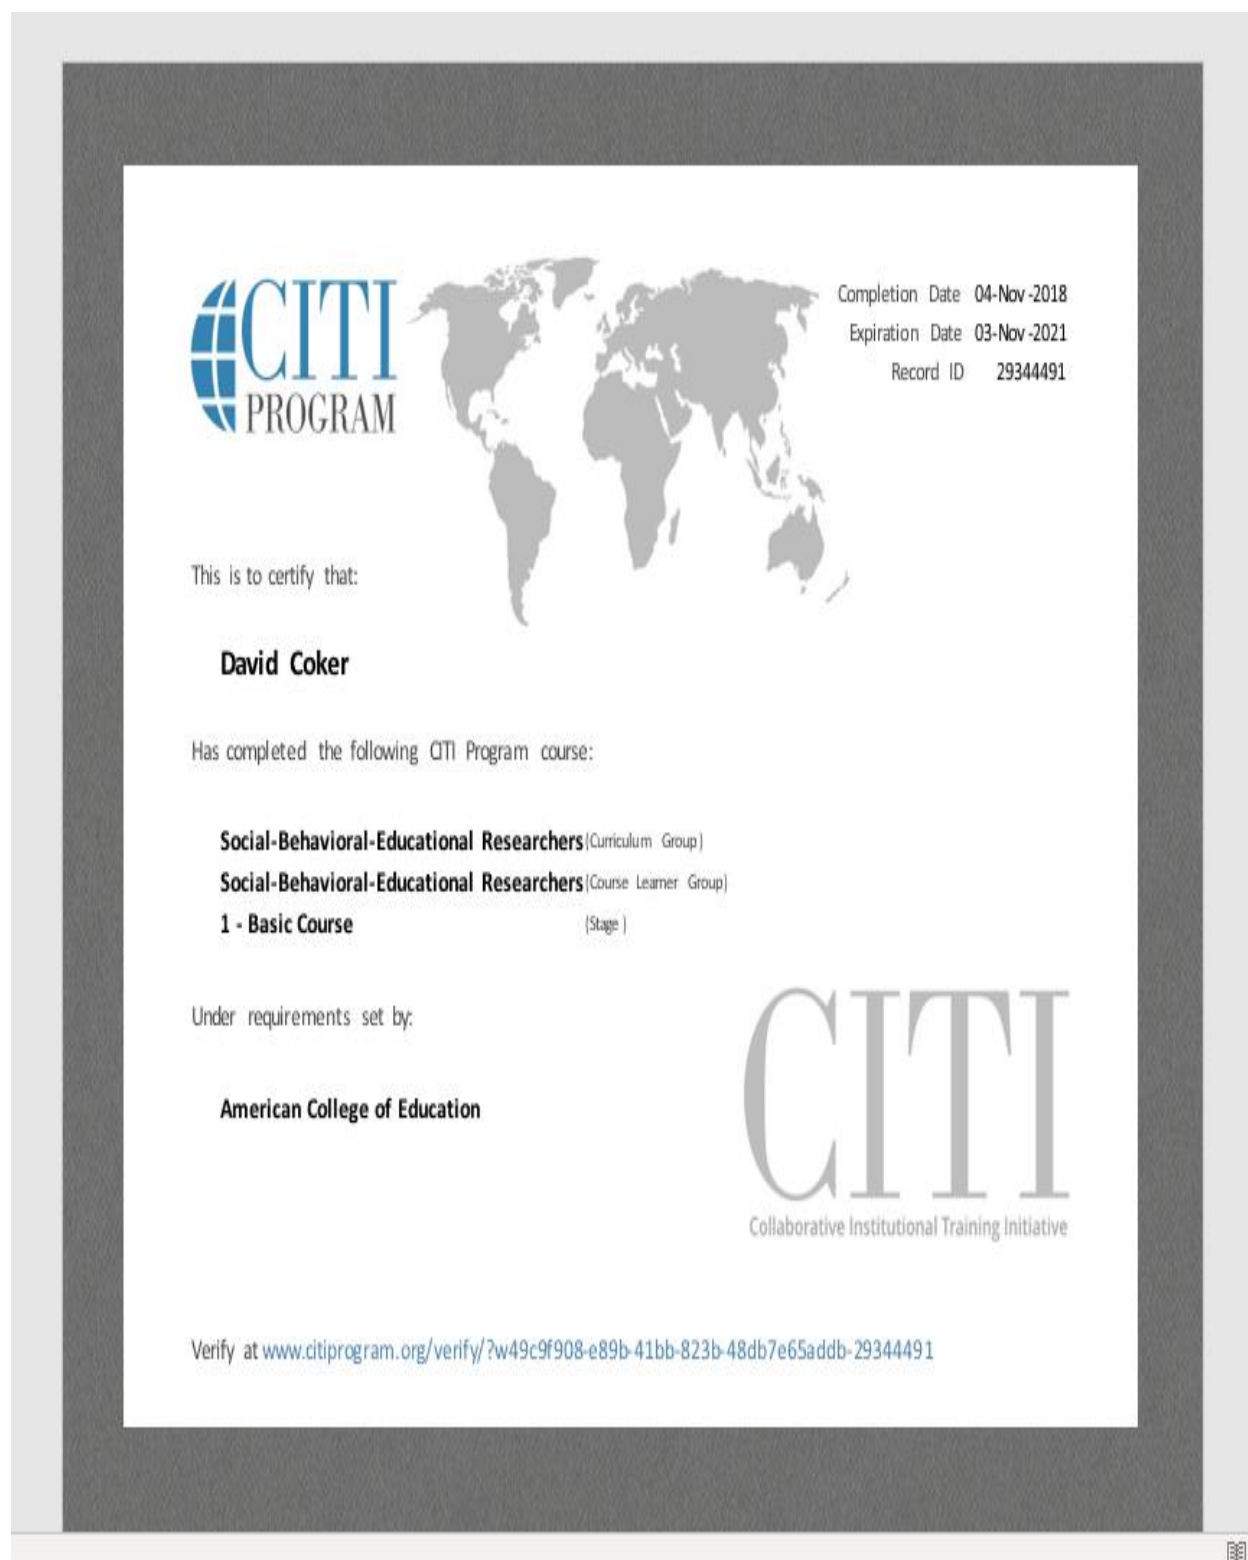 CITI
PROGRAM
Completion Date 04-Nov-2018
Expiration Date 03-Nov-2021
Record ID 29344491
This is to certify that:
David Coker
Has completed the following CITI Program course:
Social-Behavioral-Educational Researchers (Curriculum Group)
Social-Behavioral-Educational Researchers (Course Learner Group)
1 - Basic Course (Stage)
Under requirements set by:
American College of Education
CITI
Collaborative Institutional Training Initiative
Verify at www.citiprogram.org/verify/?w49c9f908-e89b-41bb-823b-48db7e65addb-29344491